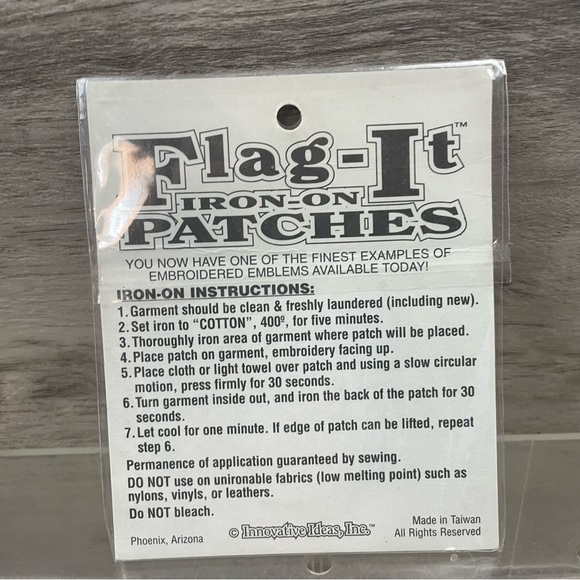 Flag-It™
IRON-ON
PATCHES
YOU NOW HAVE ONE OF THE FINEST EXAMPLES OF
EMBROIDERED EMBLEMS AVAILABLE TODAY!
IRON-ON INSTRUCTIONS:
1. Garment should be clean & freshly laundered (including new).
2. Set iron to “COTTON”, 400º, for five minutes.
3. Thoroughly iron area of garment where patch will be placed.
4. Place patch on garment, embroidery facing up.
5. Place cloth or light towel over patch and using a slow circular
motion, press firmly for 30 seconds.
6. Turn garment inside out, and iron the back of the patch for 30
seconds.
7. Let cool for one minute. If edge of patch can be lifted, repeat
step 6.
Permanence of application guaranteed by sewing.
DO NOT use on unironable fabrics (low melting point) such as
nylons, vinyls, or leathers.
Do NOT bleach.
Phoenix, Arizona © Innovative Ideas, Inc.™ Made in Taiwan
All Rights Reserved